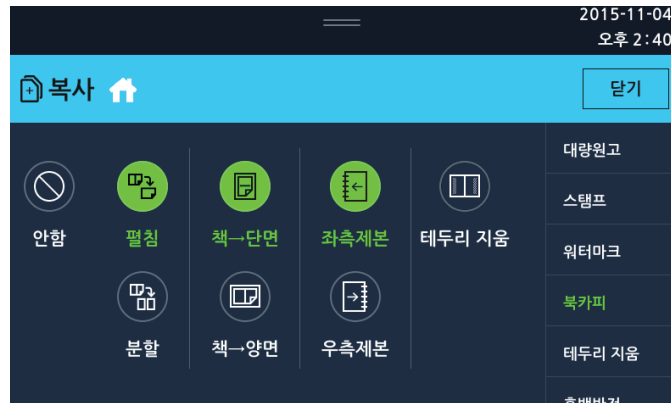 2015-11-04
오후 2:40
복사
닫기
안함
펼침
책→단면
좌측제본
테두리 지움
분할
책→양면
우측제본
대량원고
스탬프
워터마크
북카피
테두리 지움